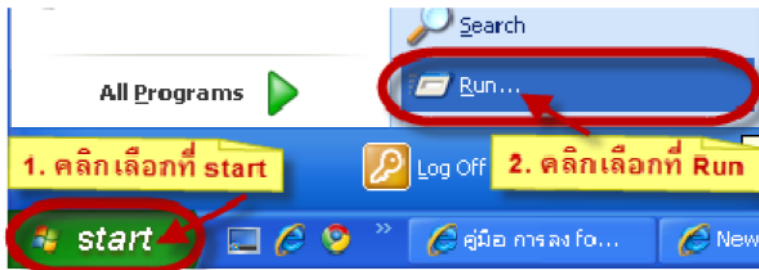 Search
All Programs
Run...
1. คลิกเลือกที่ start
Log Off
2. คลิกเลือกที่ Run
start
คู่มือ การลง fo...
New